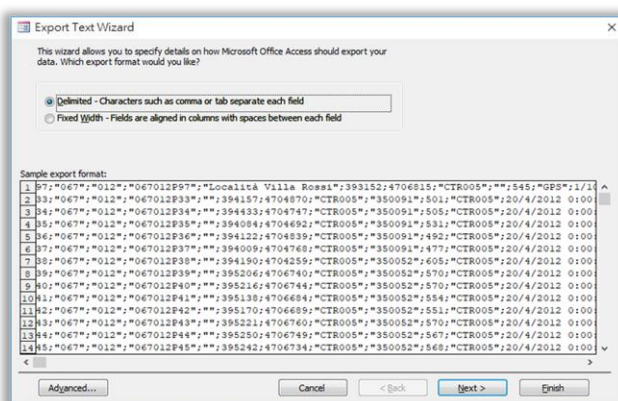 Export Text Wizard
This wizard allows you to specify details on how Microsoft Office Access should export your
data. Which export format would you like?
Delimited - Characters such as comma or tab separate each field
Fixed Width - Fields are aligned in columns with spaces between each field
Sample export format:
1 97;"067";"012";"067012P97";"Località Villa Rossi";393152;4706815;"CTR005";"";545;"GPS";1/10
2 33;"067";"012";"067012P33";"";394157;4704870;"CTR005";"350091";501;"CTR005";20/4/2012 0:00:
3 34;"067";"012";"067012P34";"";394433;4704747;"CTR005";"350091";505;"CTR005";20/4/2012 0:00:
4 35;"067";"012";"067012P35";"";394084;4704692;"CTR005";"350091";531;"CTR005";20/4/2012 0:00:
5 36;"067";"012";"067012P36";"";394122;4704839;"CTR005";"350091";492;"CTR005";20/4/2012 0:00:
6 37;"067";"012";"067012P37";"";394009;4704768;"CTR005";"350091";477;"CTR005";20/4/2012 0:00:
7 38;"067";"012";"067012P38";"";394190;4704259;"CTR005";"350052";605;"CTR005";20/4/2012 0:00:
8 39;"067";"012";"067012P39";"";395206;4706740;"CTR005";"350052";570;"CTR005";20/4/2012 0:00:
9 40;"067";"012";"067012P40";"";395216;4706744;"CTR005";"350052";570;"CTR005";20/4/2012 0:00:
10 41;"067";"012";"067012P41";"";395138;4706684;"CTR005";"350052";554;"CTR005";20/4/2012 0:00:
11 42;"067";"012";"067012P42";"";395170;4706689;"CTR005";"350052";551;"CTR005";20/4/2012 0:00:
12 43;"067";"012";"067012P43";"";395221;4706760;"CTR005";"350052";570;"CTR005";20/4/2012 0:00:
13 44;"067";"012";"067012P44";"";395250;4706749;"CTR005";"350052";567;"CTR005";20/4/2012 0:00:
14 45;"067";"012";"067012P45";"";395242;4706734;"CTR005";"350052";568;"CTR005";20/4/2012 0:00:
Advanced... Cancel < Back Next > Finish